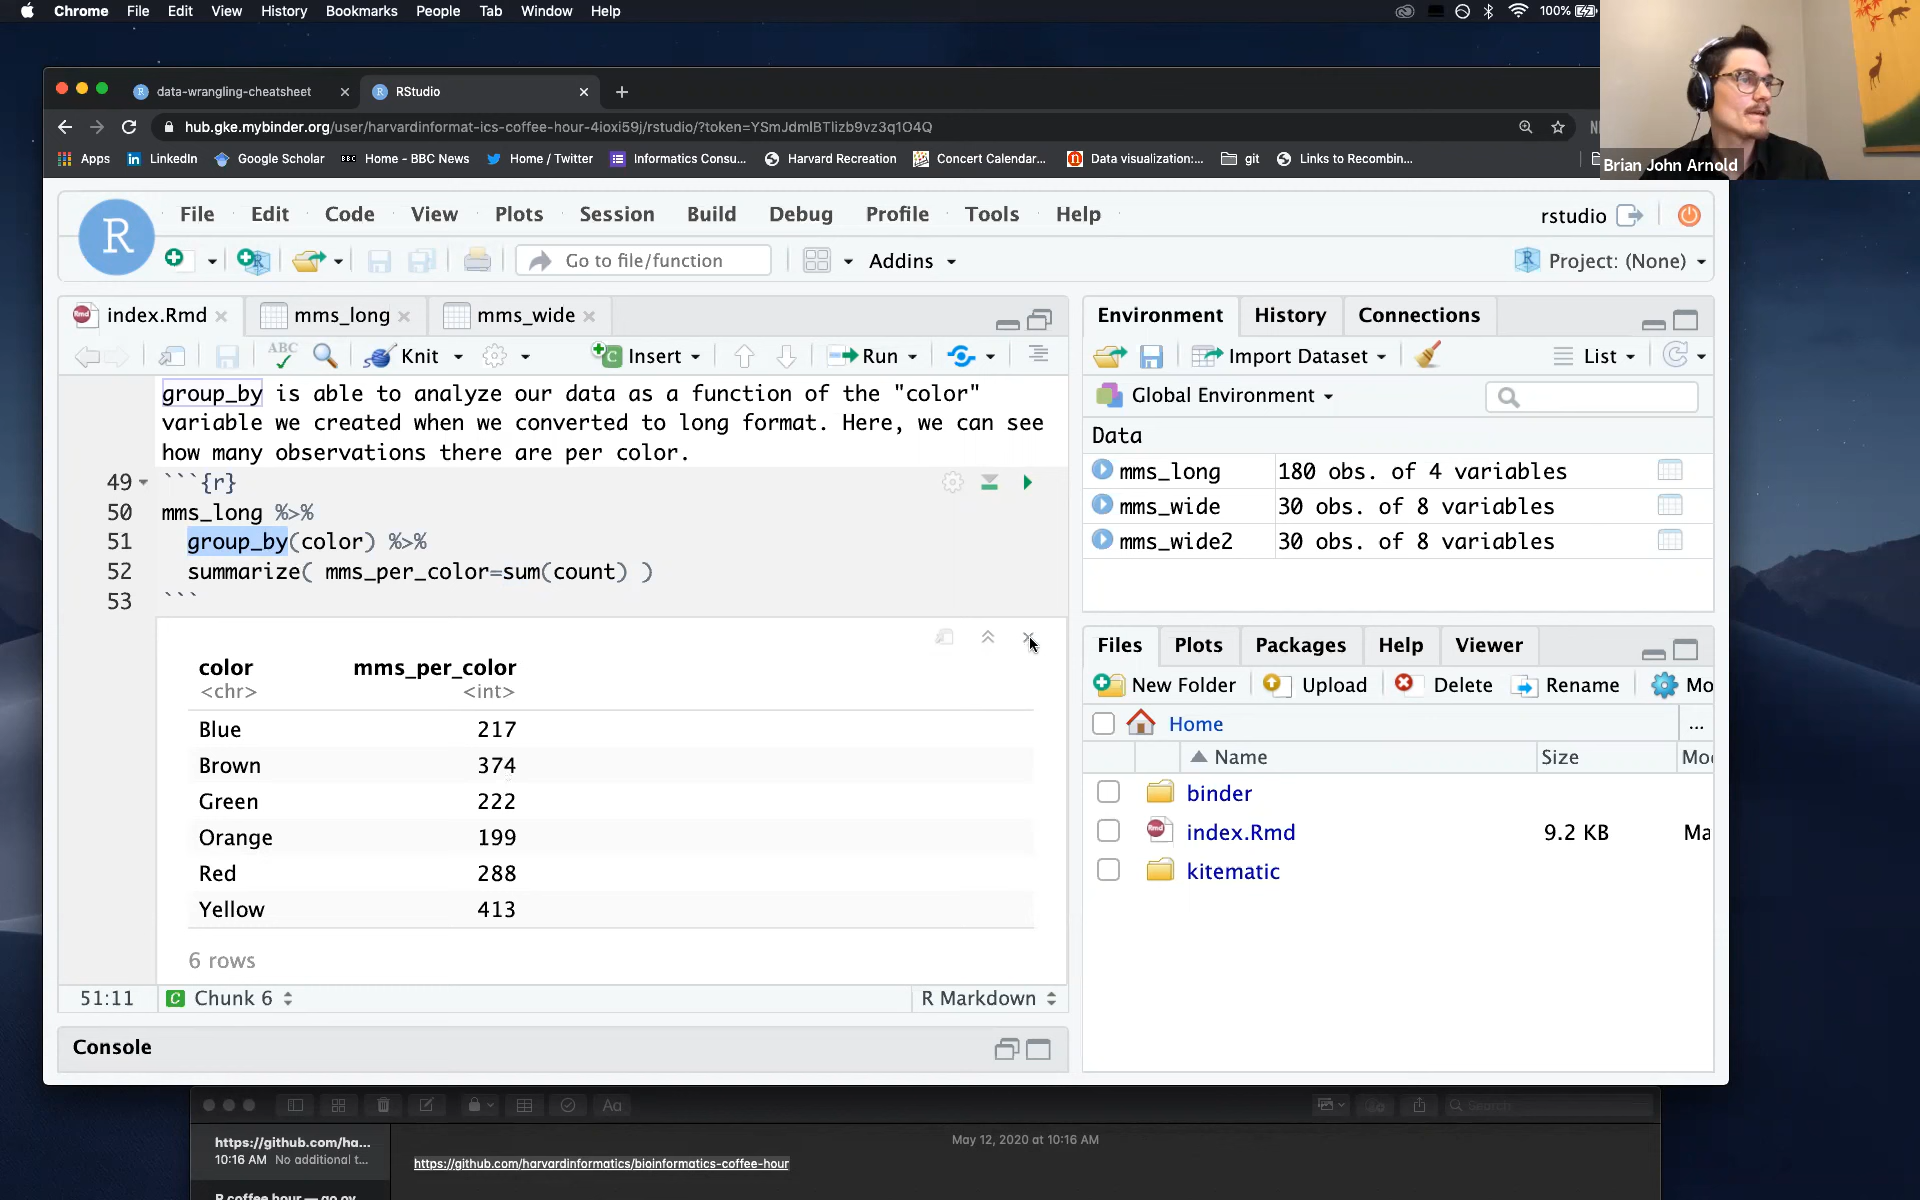 Chrome File Edit View History Bookmarks People Tab Window Help 100%
data-wrangling-cheatsheet RStudio
hub.gke.mybinder.org/user/harvardinformat-ics-coffee-hour-4ioxi59j/rstudio/?token=YSmJdmlBTlizb9vz3q1O4Q
Apps LinkedIn Google Scholar Home - BBC News Home / Twitter Informatics Consu... Harvard Recreation Concert Calendar... Data visualization:... git Links to Recombin...
Brian John Arnold
R File Edit Code View Plots Session Build Debug Profile Tools Help rstudio
Go to file/function Addins Project: (None)
index.Rmd mms_long mms_wide
Knit Insert Run
group_by is able to analyze our data as a function of the "color"
variable we created when we converted to long format. Here, we can see
how many observations there are per color.
49 ```{r}
50 mms_long %>%
51 group_by(color) %>%
52 summarize( mms_per_color=sum(count) )
53 ```
color mms_per_color
<chr> <int>
Blue 217
Brown 374
Green 222
Orange 199
Red 288
Yellow 413
6 rows
51:11 Chunk 6 R Markdown
Console
Environment History Connections
Import Dataset List
Global Environment
Data
mms_long 180 obs. of 4 variables
mms_wide 30 obs. of 8 variables
mms_wide2 30 obs. of 8 variables
Files Plots Packages Help Viewer
New Folder Upload Delete Rename Mo
Home ...
Name Size Mo
binder
index.Rmd 9.2 KB Ma
kitematic
Aa Search
https://github.com/ha...
10:16 AM No additional t...
May 12, 2020 at 10:16 AM
https://github.com/harvardinformatics/bioinformatics-coffee-hour
R coffee hour — go ov